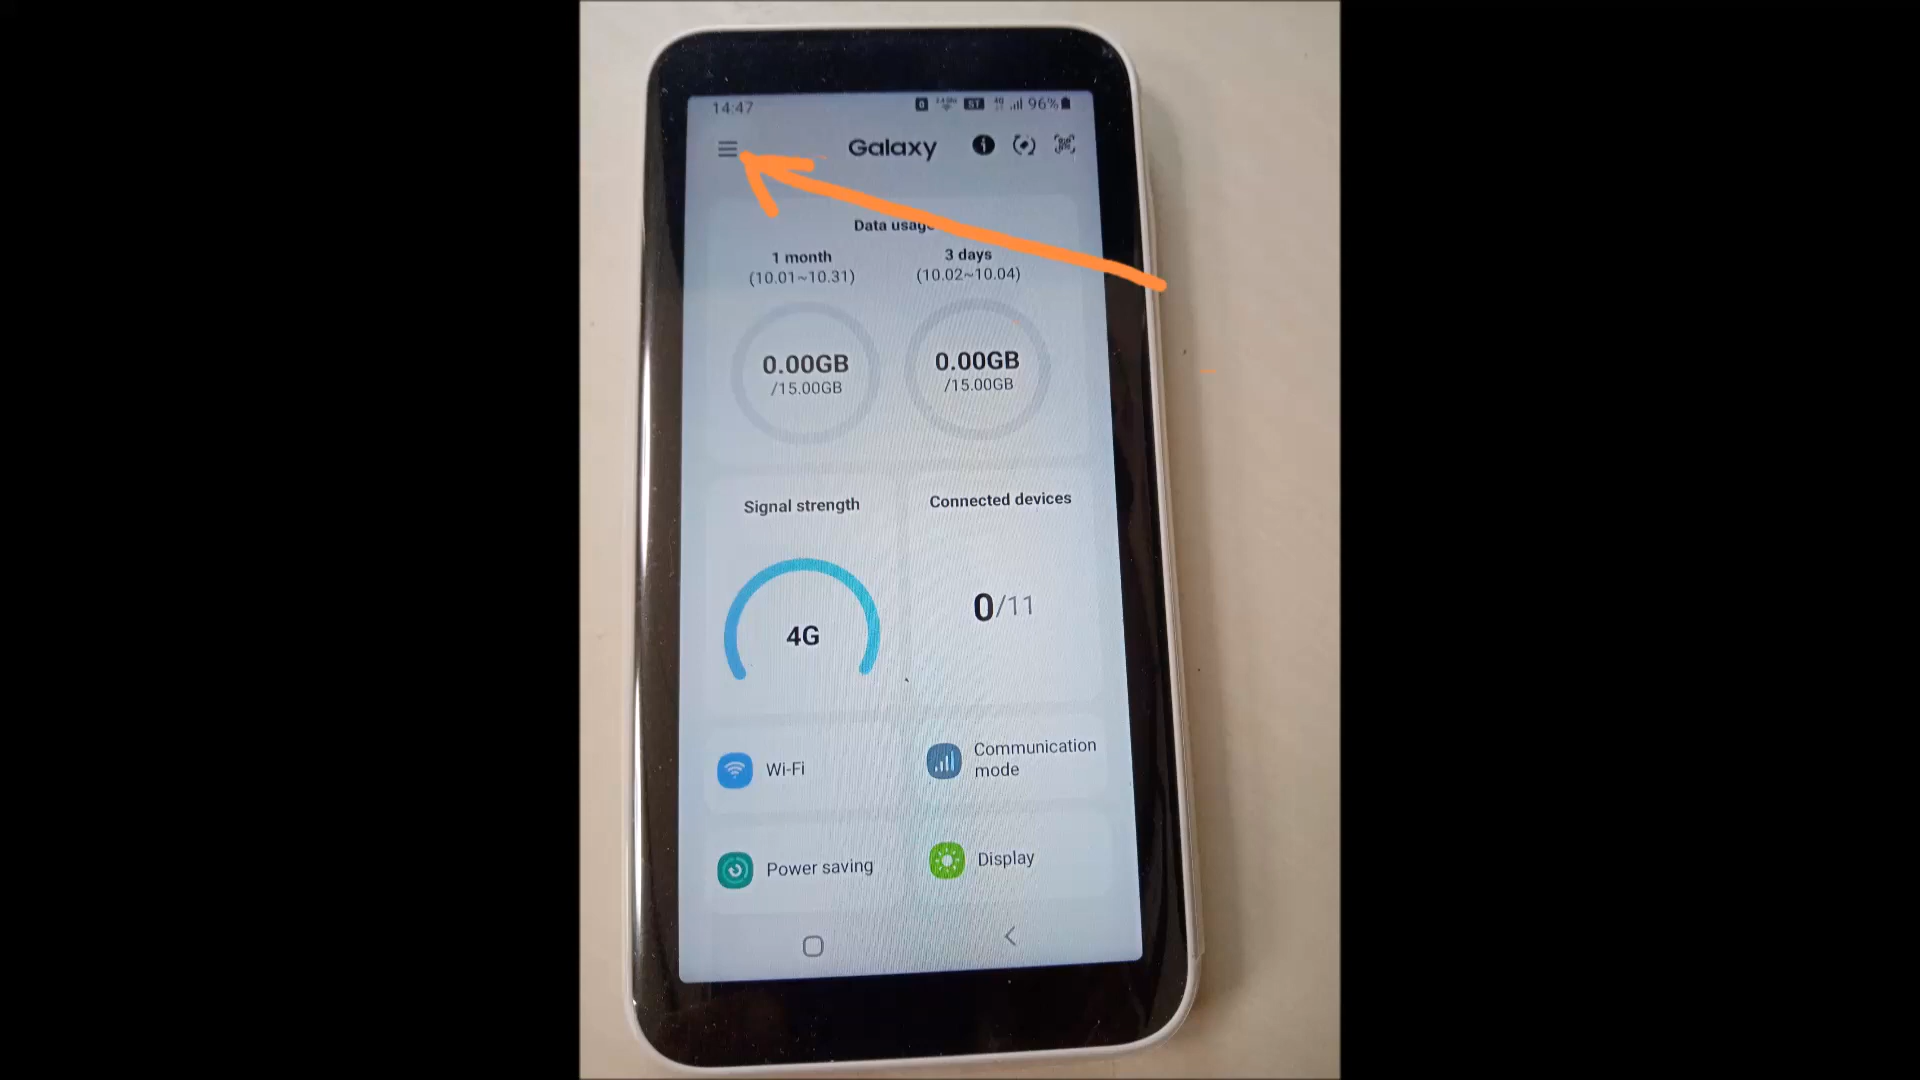 14:47
96%
Galaxy
Data usage
1 month
3 days
(10.01~10.31)
(10.02~10.04)
0.00GB
0.00GB
/15.00GB
/15.00GB
Signal strength
Connected devices
4G
0/11
Wi-Fi
Communication
mode
Power saving
Display